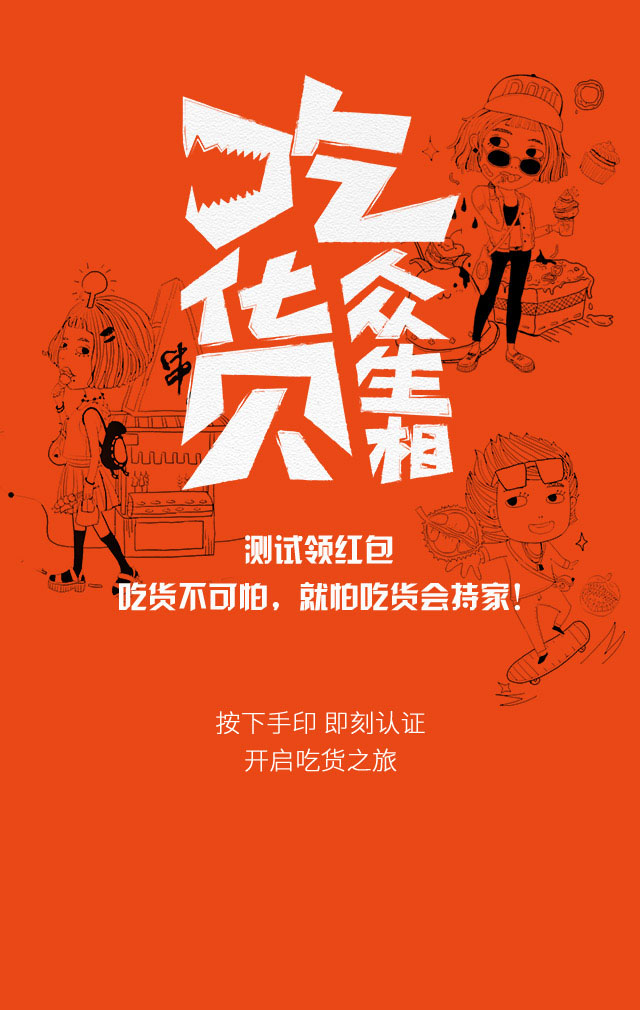 吃货
众生相
测试领红包
吃货不可怕，就怕吃货会持家！
按下手印 即刻认证
开启吃货之旅